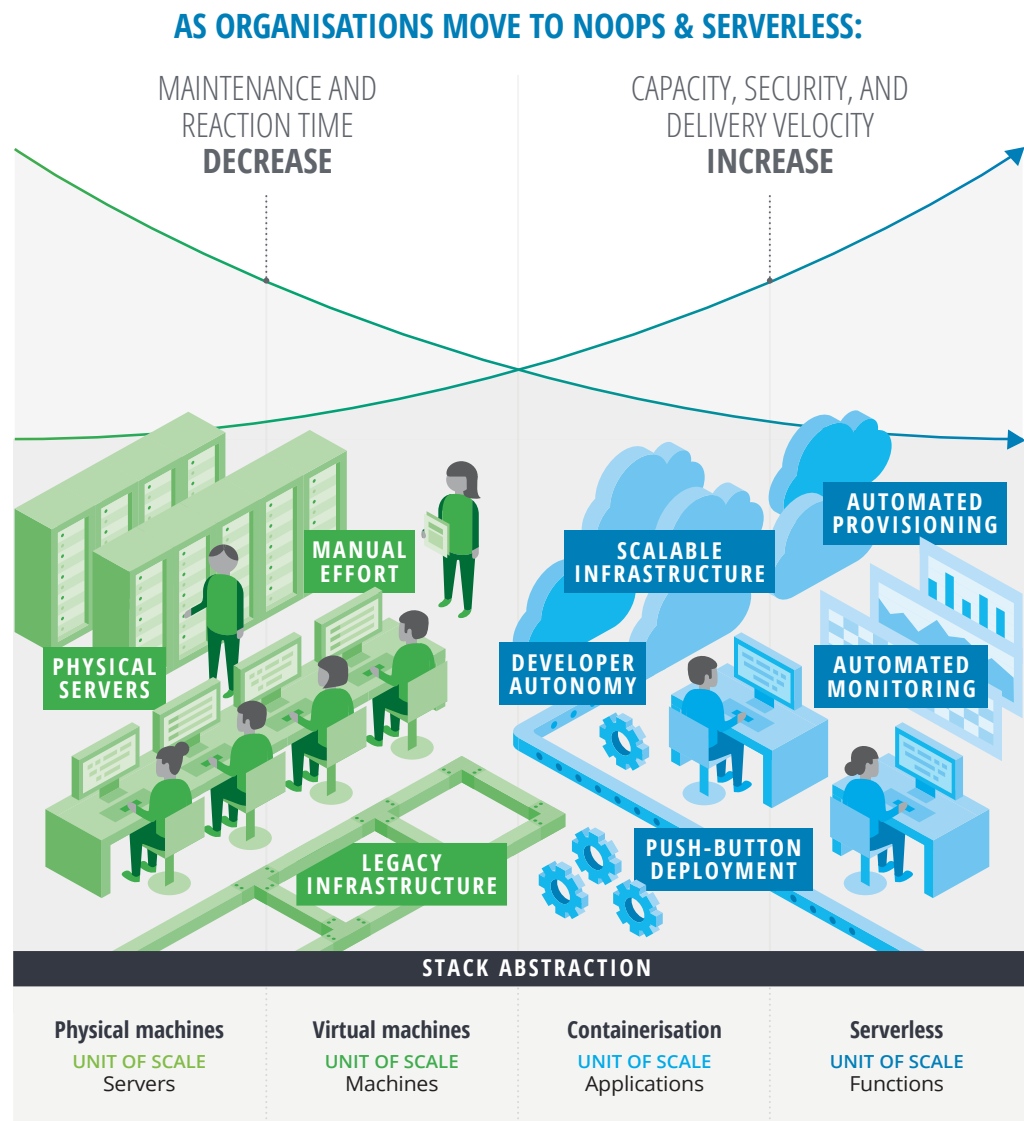 AS ORGANISATIONS MOVE TO NOOPS & SERVERLESS:
MAINTENANCE AND
REACTION TIME
DECREASE
CAPACITY, SECURITY, AND
DELIVERY VELOCITY
INCREASE
MANUAL
EFFORT
PHYSICAL
SERVERS
LEGACY
INFRASTRUCTURE
SCALABLE
INFRASTRUCTURE
AUTOMATED
PROVISIONING
DEVELOPER
AUTONOMY
AUTOMATED
MONITORING
PUSH-BUTTON
DEPLOYMENT
STACK ABSTRACTION
Physical machines
UNIT OF SCALE
Servers
Virtual machines
UNIT OF SCALE
Machines
Containerisation
UNIT OF SCALE
Applications
Serverless
UNIT OF SCALE
Functions